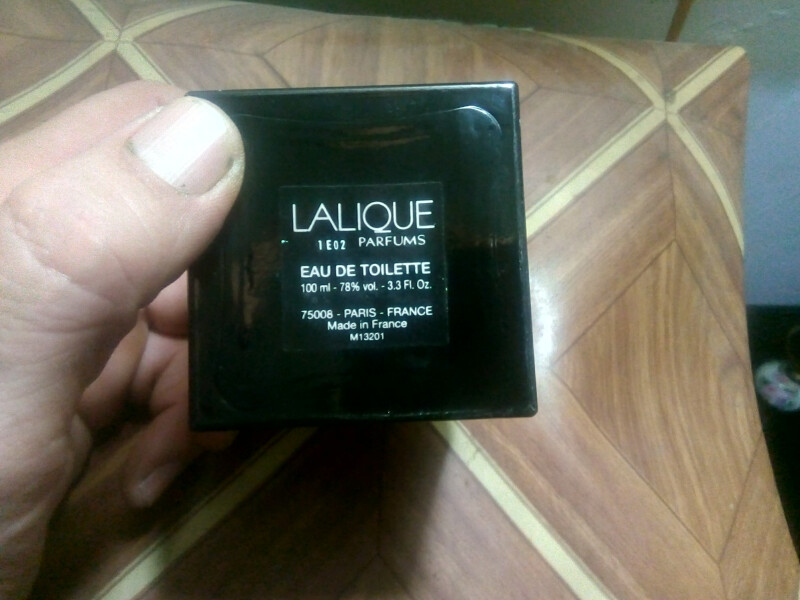 LALIQUE
1E02 PARFUMS
EAU DE TOILETTE
100 ml - 78% vol. - 3.3 Fl. Oz.
75008 - PARIS - FRANCE
Made in France
M13201